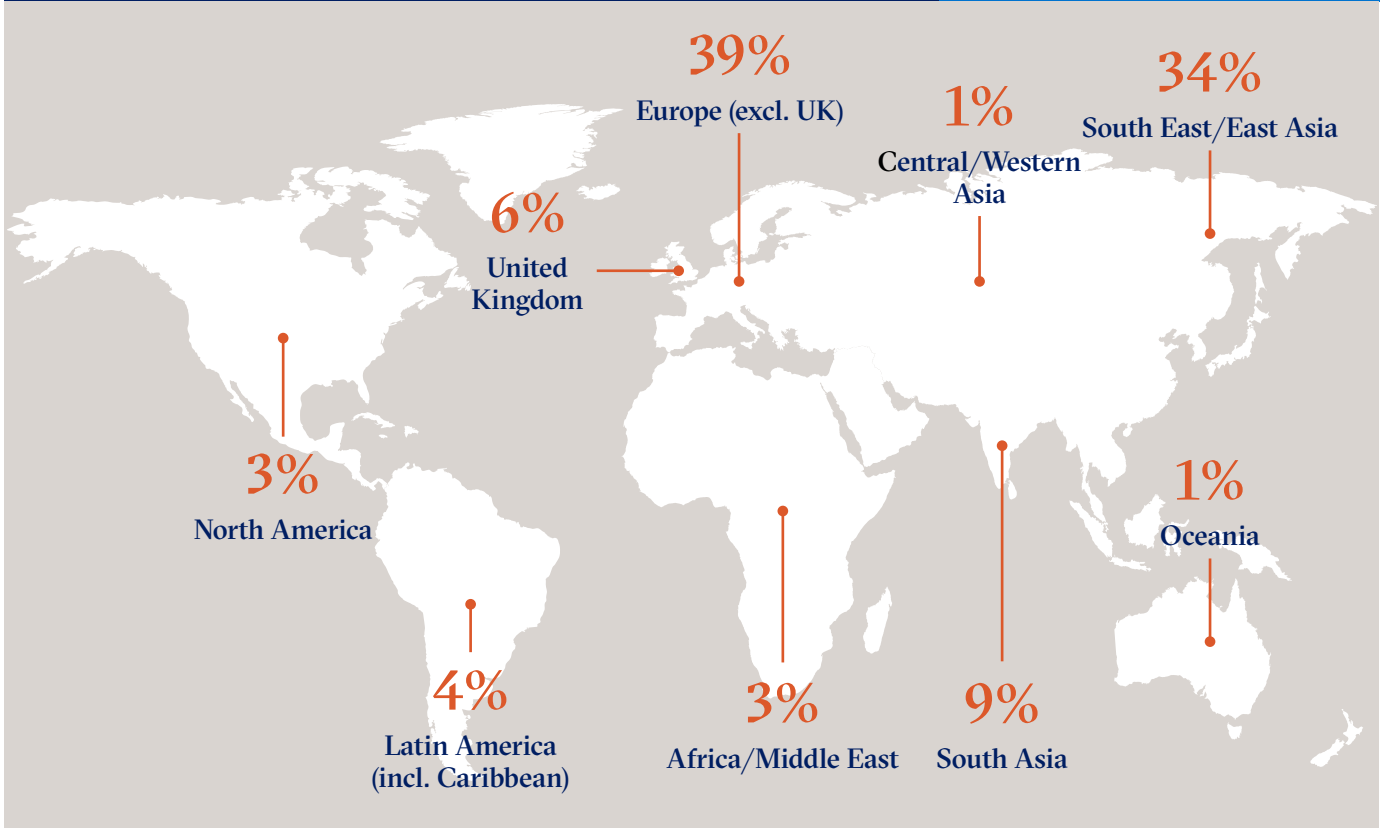 39%
Europe (excl. UK)
34%
South East/East Asia
1%
Central/Western
Asia
6%
United
Kingdom
3%
North America
1%
Oceania
4%
Latin America
(incl. Caribbean)
3%
Africa/Middle East
9%
South Asia